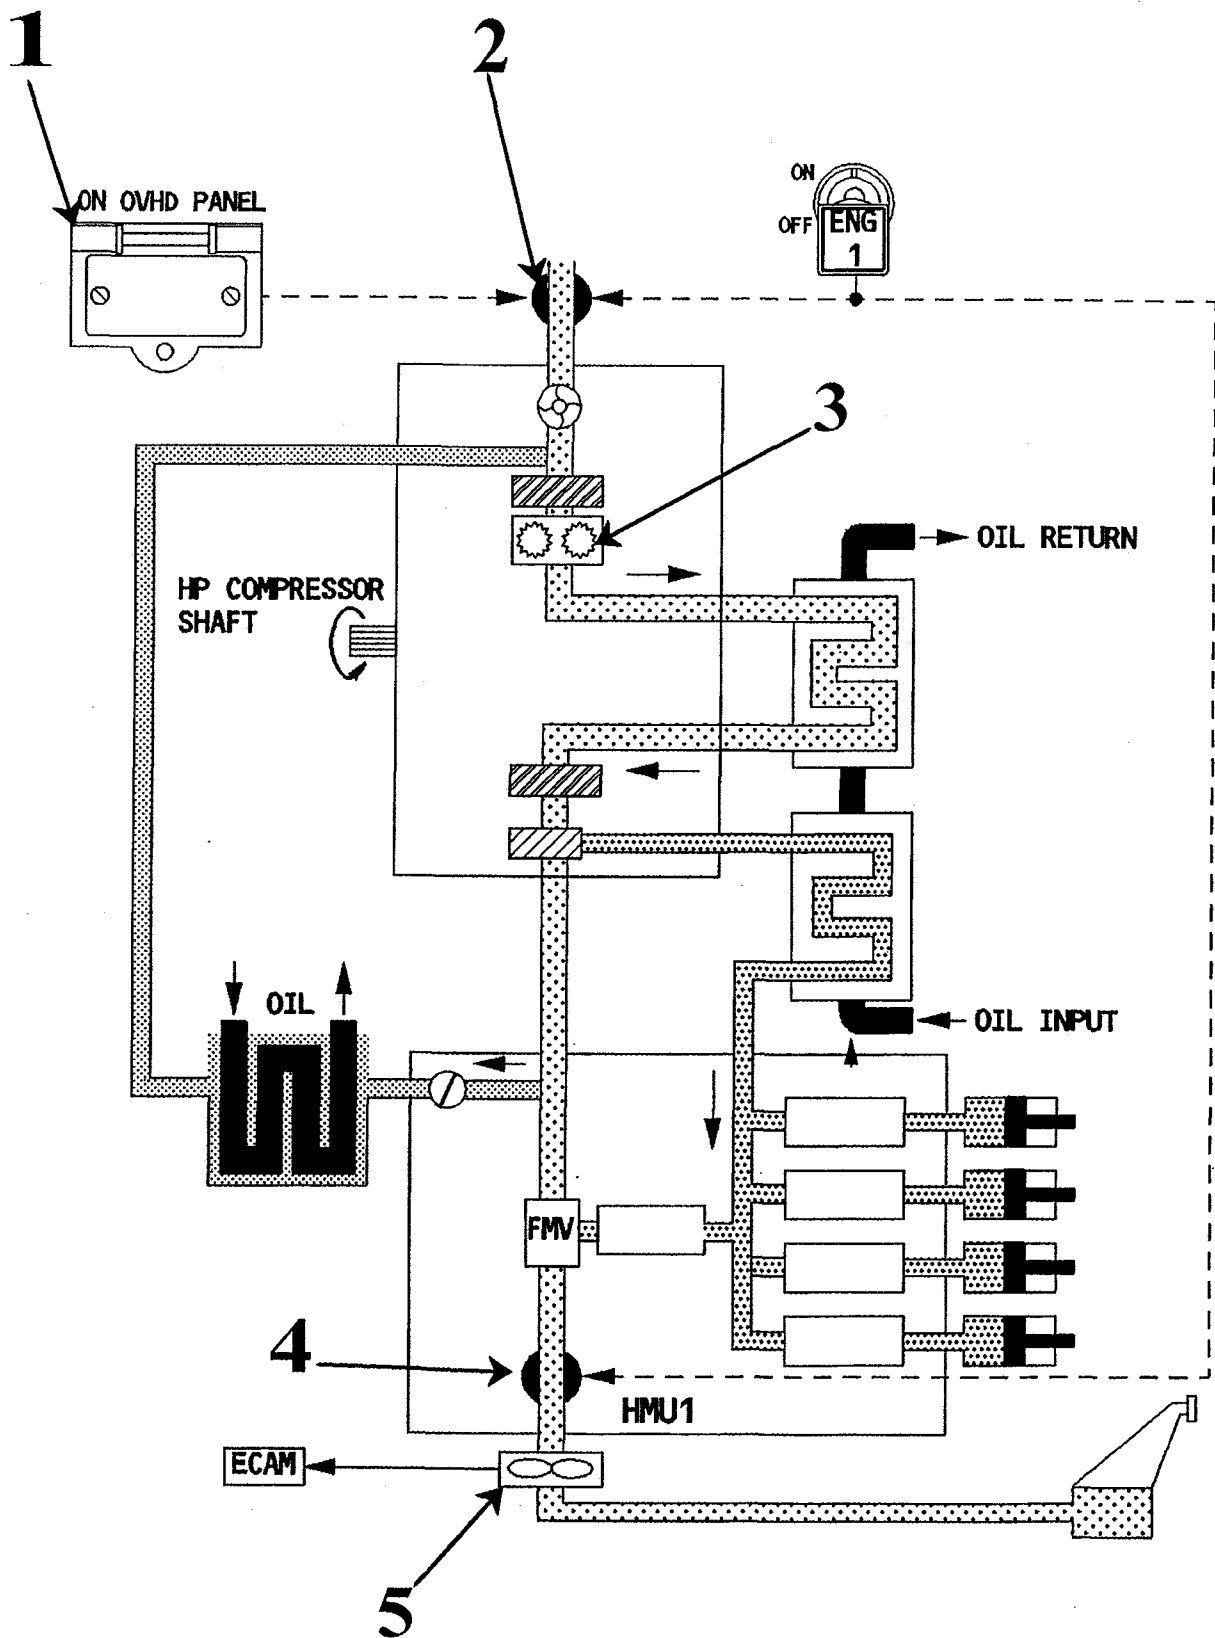 1
2
ON OVHD PANEL
ON
OFF
ENG
1
3
OIL RETURN
HP COMPRESSOR
SHAFT
OIL
OIL INPUT
FMV
4
HMU1
ECAM
5